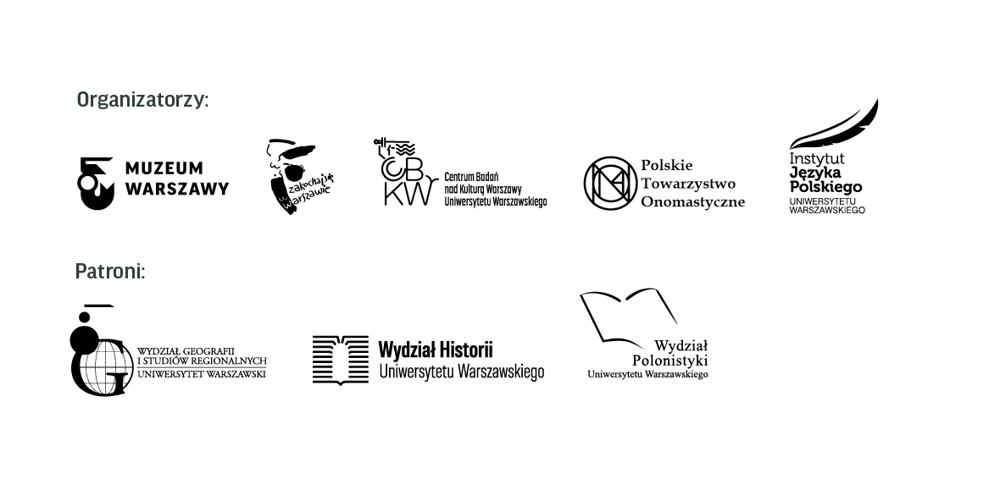 Organizatorzy:
MUZEUM
WARSZAWY
zakochaj się
w Warszawie
CBKW
Centrum Badań
nad Kulturą Warszawy
Uniwersytetu Warszawskiego
Polskie
Towarzystwo
Onomastyczne
Instytut
Języka
Polskiego
UNIWERSYTETU
WARSZAWSKIEGO
Patroni:
G
WYDZIAŁ GEOGRAFII
I STUDIÓW REGIONALNYCH
UNIWERSYTET WARSZAWSKI
Wydział Historii
Uniwersytetu Warszawskiego
Wydział
Polonistyki
Uniwersytetu Warszawskiego